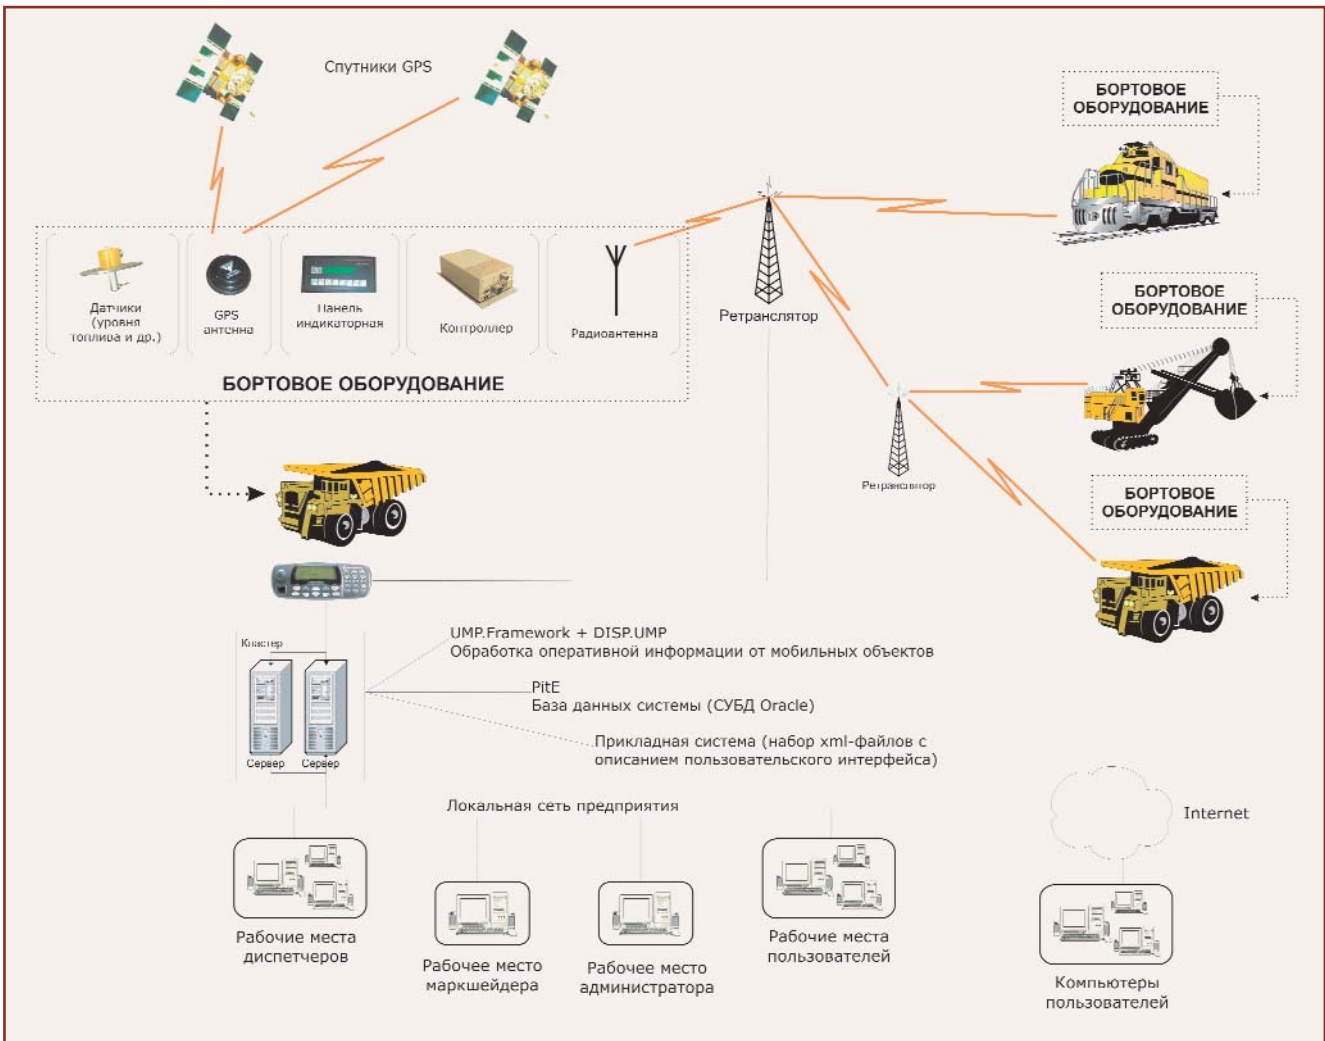 Спутники GPS
БОРТОВОЕ
ОБОРУДОВАНИЕ
Датчики
(уровня
топлива и др.)
GPS
антенна
Панель
индикаторная
Контроллер
Радиоантенна
БОРТОВОЕ ОБОРУДОВАНИЕ
Ретранслятор
БОРТОВОЕ
ОБОРУДОВАНИЕ
Ретранслятор
БОРТОВОЕ
ОБОРУДОВАНИЕ
Кластер
Сервер
Сервер
UMP.Framework + DISP.UMP
Обработка оперативной информации от мобильных объектов
PitE
База данных системы (СУБД Oracle)
Прикладная система (набор xml-файлов с
описанием пользовательского интерфейса)
Локальная сеть предприятия
Internet
Рабочие места
диспетчеров
Рабочее место
маркшейдера
Рабочее место
администратора
Рабочие места
пользователей
Компьютеры
пользователей